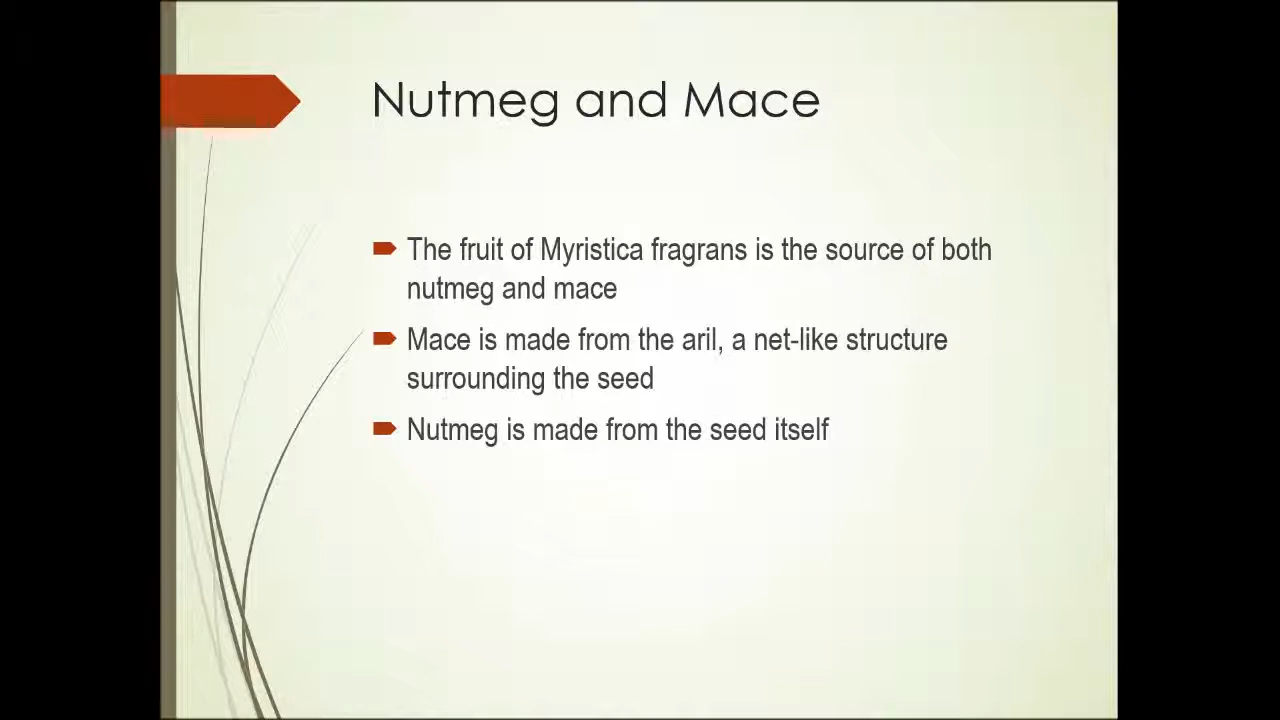 Nutmeg and Mace
The fruit of Myristica fragrans is the source of both
nutmeg and mace
Mace is made from the aril, a net-like structure
surrounding the seed
Nutmeg is made from the seed itself